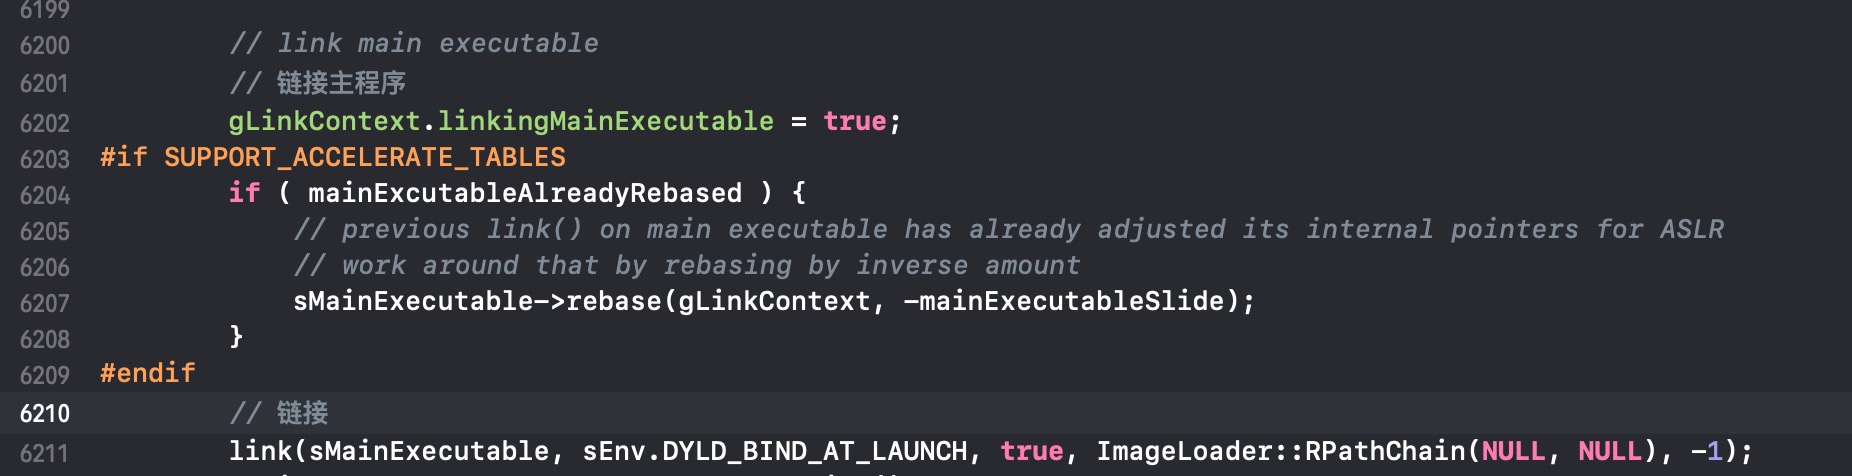 6199
6200 // link main executable
6201 // 链接主程序
6202 gLinkContext.linkingMainExecutable = true;
6203 #if SUPPORT_ACCELERATE_TABLES
6204 if ( mainExcutableAlreadyRebased ) {
6205 // previous link() on main executable has already adjusted its internal pointers for ASLR
6206 // work around that by rebasing by inverse amount
6207 sMainExecutable->rebase(gLinkContext, -mainExecutableSlide);
6208 }
6209 #endif
6210 // 链接
6211 link(sMainExecutable, sEnv.DYLD_BIND_AT_LAUNCH, true, ImageLoader::RPathChain(NULL, NULL), -1);